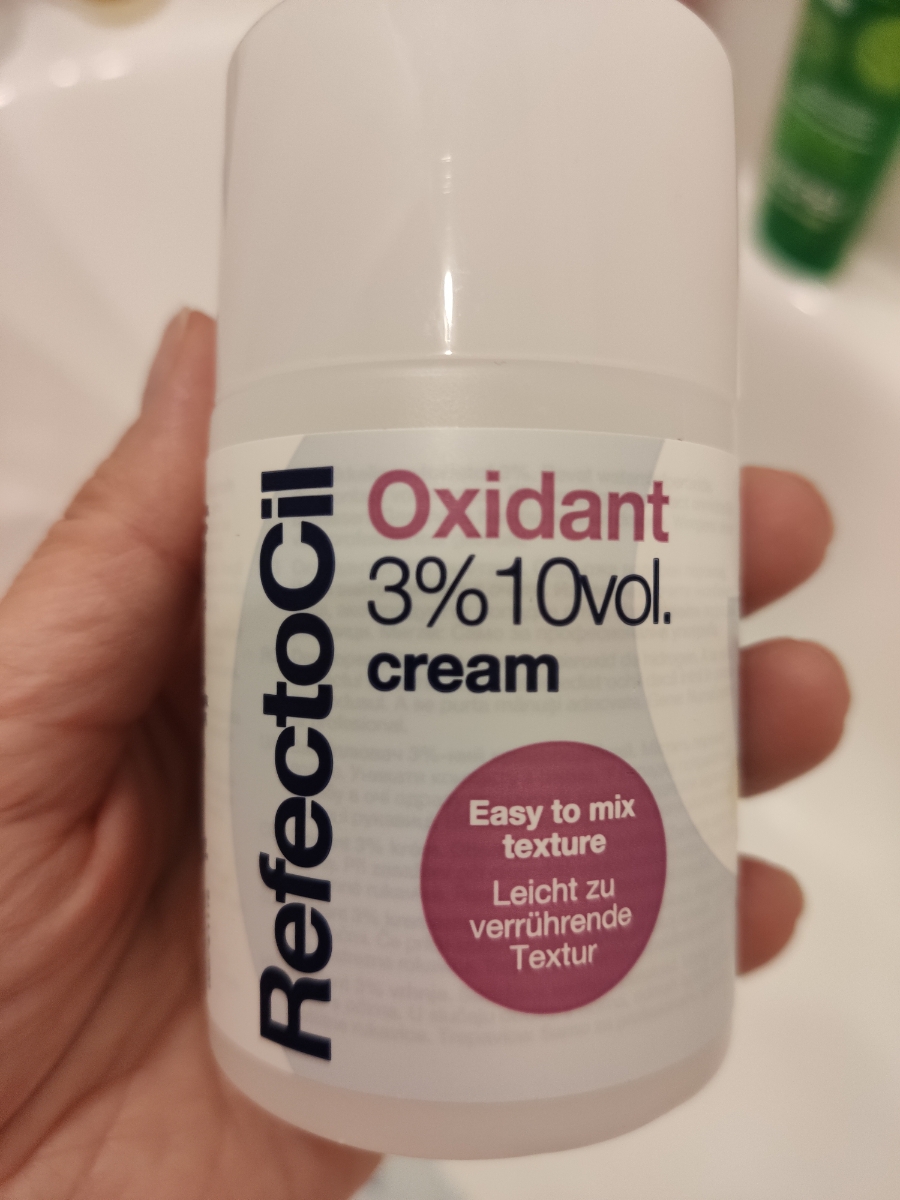 RefectoCil
Oxidant
3% 10vol.
cream
Easy to mix
texture
Leicht zu
verrührende
Textur